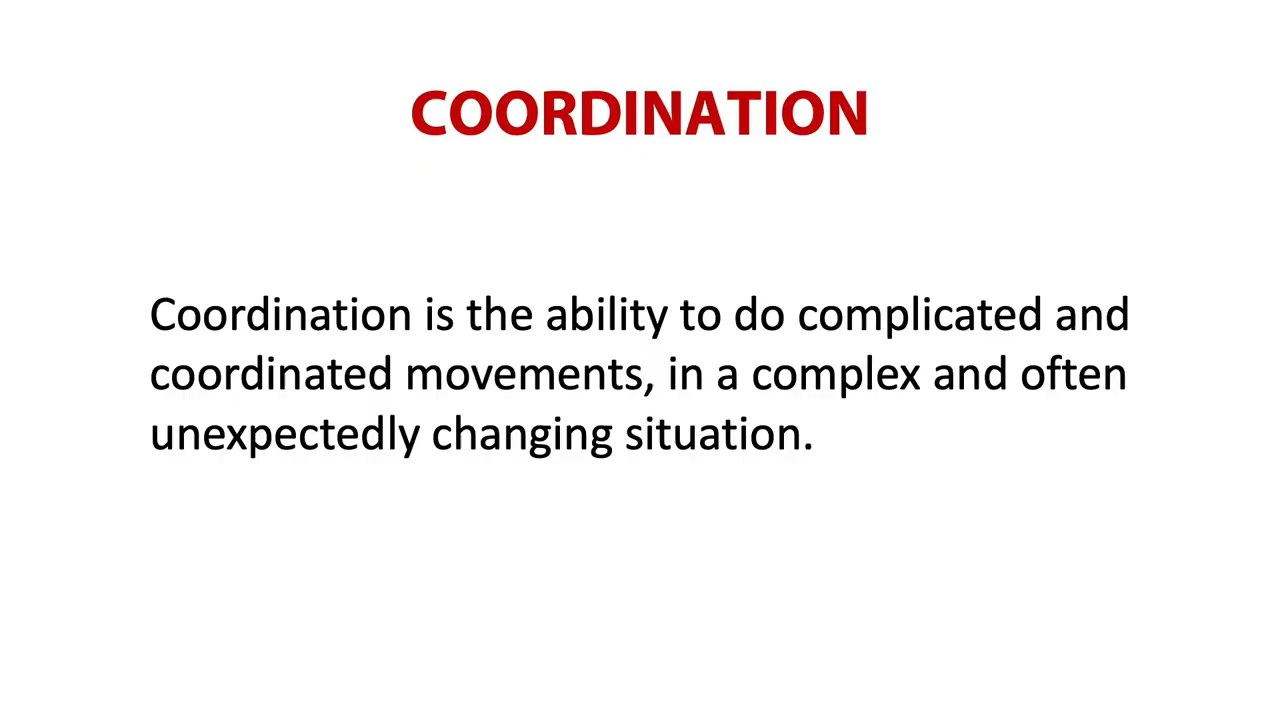 COORDINATION
Coordination is the ability to do complicated and
coordinated movements, in a complex and often
unexpectedly changing situation.